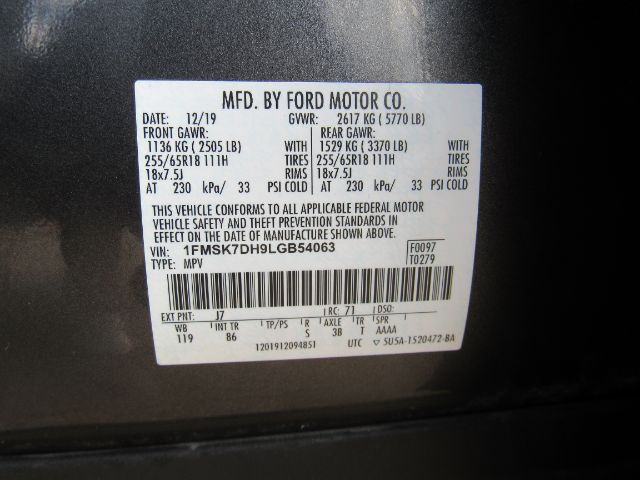 MFD. BY FORD MOTOR CO.
DATE: 12/19 GVWR: 2617 KG (5770 LB)
FRONT GAWR: REAR GAWR:
1136 KG (2505 LB) WITH 1529 KG (3370 LB) WITH
255/65R18 111H TIRES 255/65R18 111H TIRES
18x7.5J RIMS 18x7.5J RIMS
AT 230 kPa/ 33 PSI COLD AT 230 kPa/ 33 PSI COLD
THIS VEHICLE CONFORMS TO ALL APPLICABLE FEDERAL MOTOR
VEHICLE SAFETY AND THEFT PREVENTION STANDARDS IN
EFFECT ON THE DATE OF MANUFACTURE SHOWN ABOVE.
VIN: 1FMSK7DH9LGB54063 F0097
TYPE: MPV T0279
EXT PNT: J7 RC: 71 DSO:
WB INT TR TP/PS R AXLE TR SPR
119 86 S 3B T AAAA
1201912094851 UTC ▽ 5U5A-1520472-BA